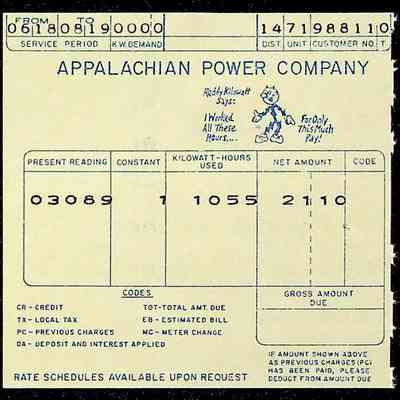 FROM TO
06180819 0000 1471988110
SERVICE PERIOD K.W. DEMAND DIST. UNIT CUSTOMER NO. T
APPALACHIAN POWER COMPANY
Reddy Kilowatt
Says:
I Worked For Only
All These This Much
Hours... Pay!
PRESENT READING CONSTANT KILOWATT-HOURS USED NET AMOUNT CODE
03089 1 1055 21 10
CODES
GROSS AMOUNT
DUE
CR - CREDIT TOT-TOTAL AMT. DUE
TX - LOCAL TAX EB - ESTIMATED BILL
PC - PREVIOUS CHARGES MC - METER CHANGE
DA - DEPOSIT AND INTEREST APPLIED
IF AMOUNT SHOWN ABOVE
AS PREVIOUS CHARGES (PC)
HAS BEEN PAID, PLEASE
DEDUCT FROM AMOUNT DUE
RATE SCHEDULES AVAILABLE UPON REQUEST